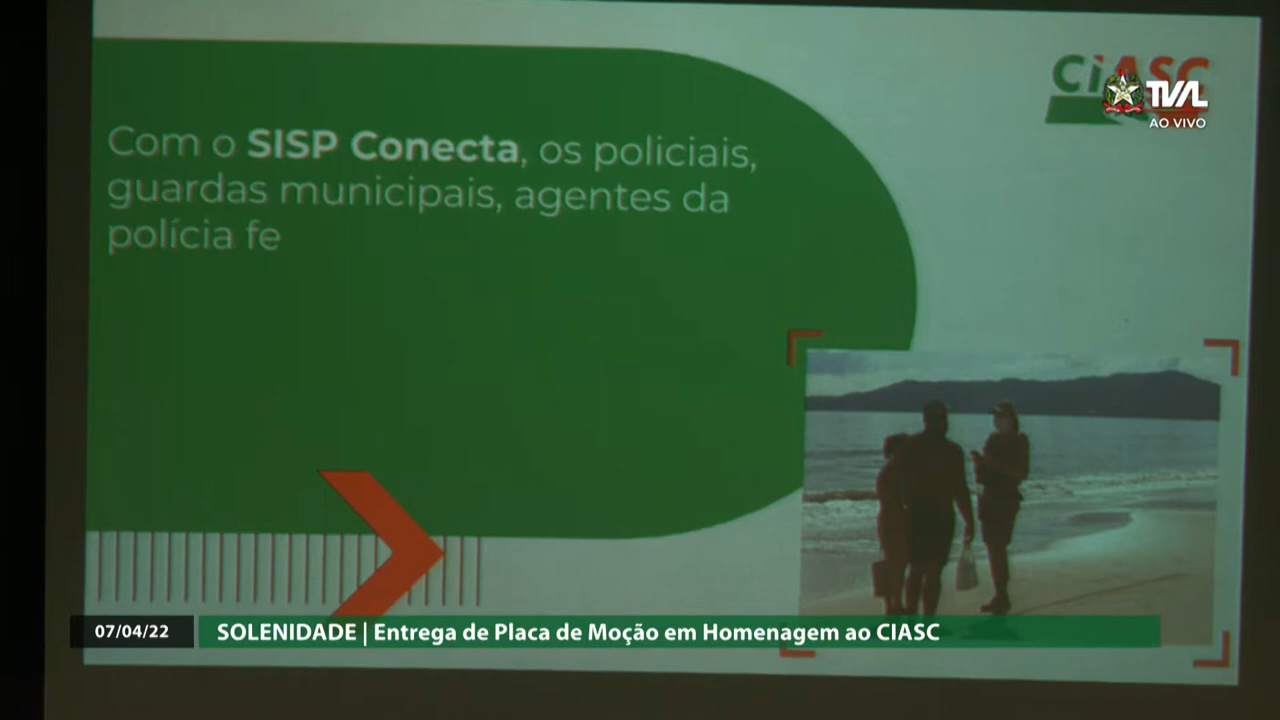 CiASC
TVAL
AO VIVO
Com o SISP Conecta, os policiais,
guardas municipais, agentes da
polícia fe
07/04/22
SOLENIDADE | Entrega de Placa de Moção em Homenagem ao CIASC